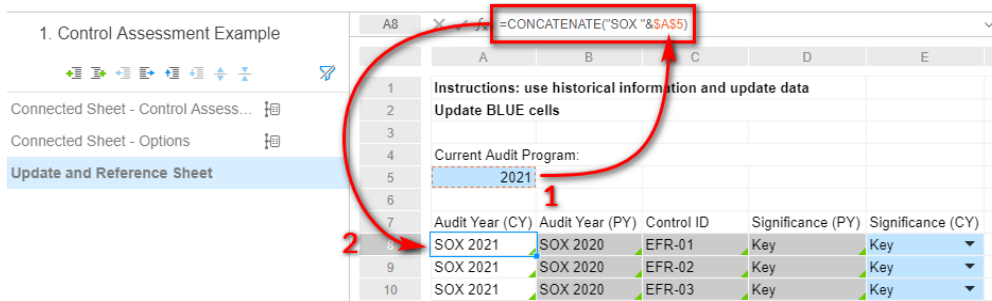 1. Control Assessment Example
Connected Sheet - Control Assess...
Connected Sheet - Options
Update and Reference Sheet
A8 fx =CONCATENATE("SOX "&$A$5)
A B C D E
1 Instructions: use historical information and update data
2 Update BLUE cells
3
4 Current Audit Program:
5 2021
1
6
7 Audit Year (CY) Audit Year (PY) Control ID Significance (PY) Significance (CY)
2
8 SOX 2021 SOX 2020 EFR-01 Key Key
9 SOX 2021 SOX 2020 EFR-02 Key Key
10 SOX 2021 SOX 2020 EFR-03 Key Key